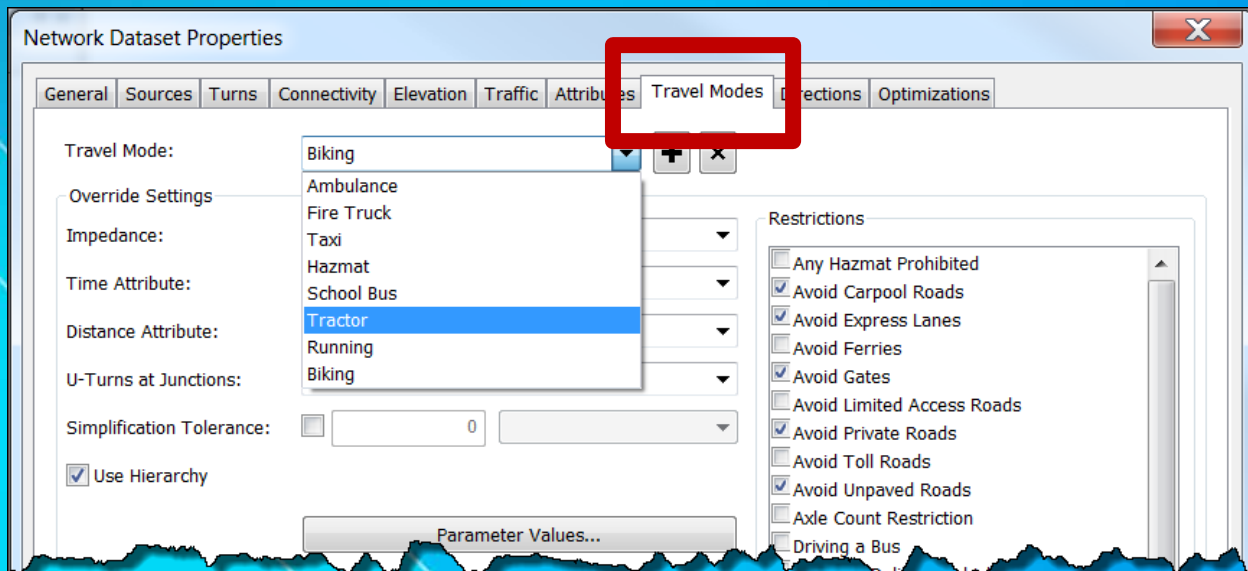 Network Dataset Properties
X
General Sources Turns Connectivity Elevation Traffic Attributes Travel Modes Directions Optimizations
Travel Mode: Biking
Ambulance
Fire Truck
Taxi
Hazmat
School Bus
Tractor
Running
Biking
Override Settings
Impedance:
Time Attribute:
Distance Attribute:
U-Turns at Junctions:
Simplification Tolerance: 0
Use Hierarchy
Parameter Values...
Restrictions
Any Hazmat Prohibited
Avoid Carpool Roads
Avoid Express Lanes
Avoid Ferries
Avoid Gates
Avoid Limited Access Roads
Avoid Private Roads
Avoid Toll Roads
Avoid Unpaved Roads
Axle Count Restriction
Driving a Bus